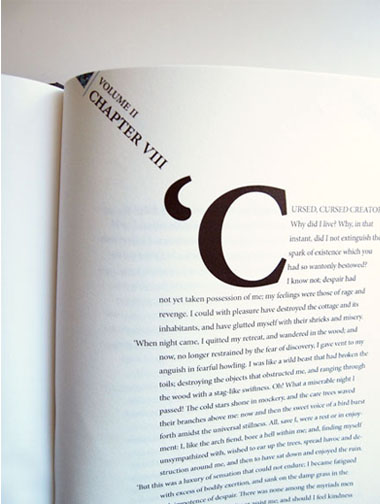 VOLUME II
CHAPTER VIII
‘CURSED, CURSED CREATOR
Why did I live? Why, in that
instant, did I not extinguish the
spark of existence which you
had so wantonly bestowed?
I know not; despair had
not yet taken possession of me; my feelings were those of rage and
revenge. I could with pleasure have destroyed the cottage and its
inhabitants, and have glutted myself with their shrieks and misery.
‘When night came, I quitted my retreat, and wandered in the wood; and
now, no longer restrained by the fear of discovery, I gave vent to my
anguish in fearful howling. I was like a wild beast that had broken the
toils; destroying the objects that obstructed me, and ranging through
the wood with a stag-like swiftness. Oh! What a miserable night I
passed! The cold stars shone in mockery, and the care trees waved
their branches above me: now and then the sweet voice of a bird burst
forth amidst the universal stillness. All, save I, were a rest or in enjoy-
ment: I, like the arch fiend, bore a hell within me; and, finding myself
unsympathized with, wished to ear up the trees, spread havoc and de-
struction around me, and then to have sat down and enjoyed the ruin.
‘But this was a luxury of sensation that could not endure; I became fatigued
with excess of bodily exertion, and sank on the damp grass in the
impotence of despair. There was none among the myriads men
me; and should I feel kindness